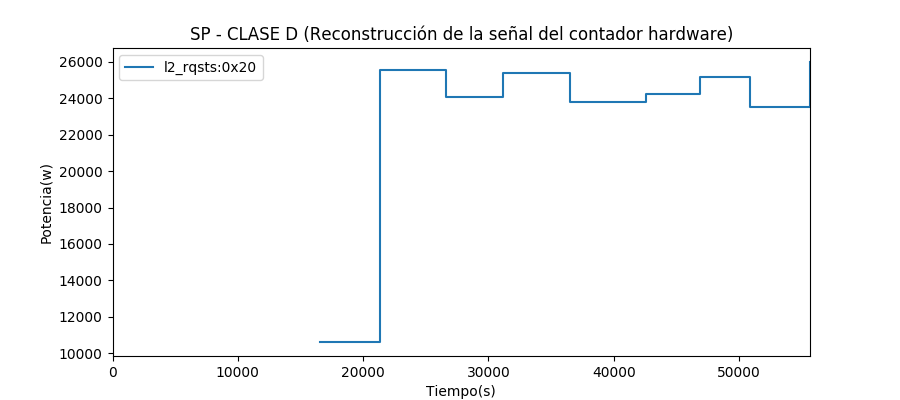 SP - CLASE D (Reconstrucción de la señal del contador hardware)
l2_rqsts:0x20
Potencia(w)
26000
24000
22000
20000
18000
16000
14000
12000
10000
0 10000 20000 30000 40000 50000
Tiempo(s)